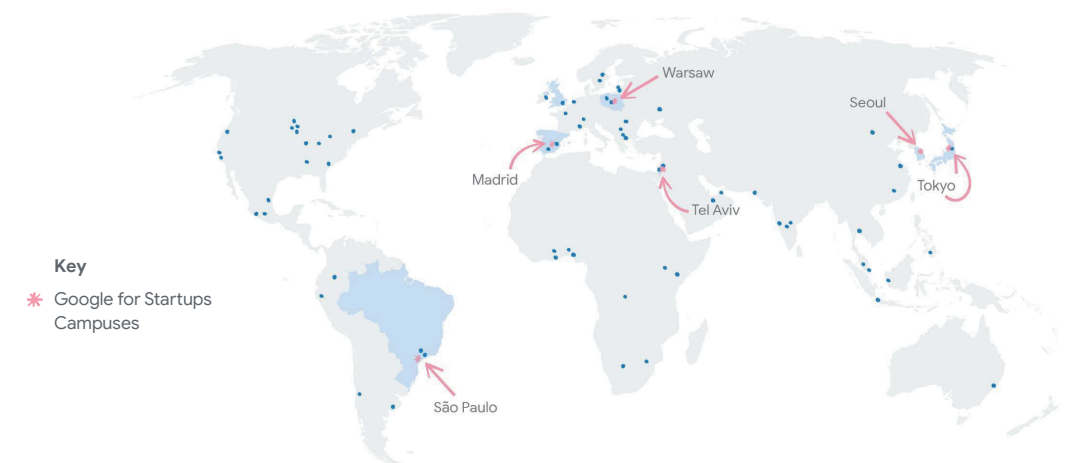 Warsaw
Seoul
Madrid
Tokyo
Tel Aviv
Key
Google for Startups
Campuses
São Paulo